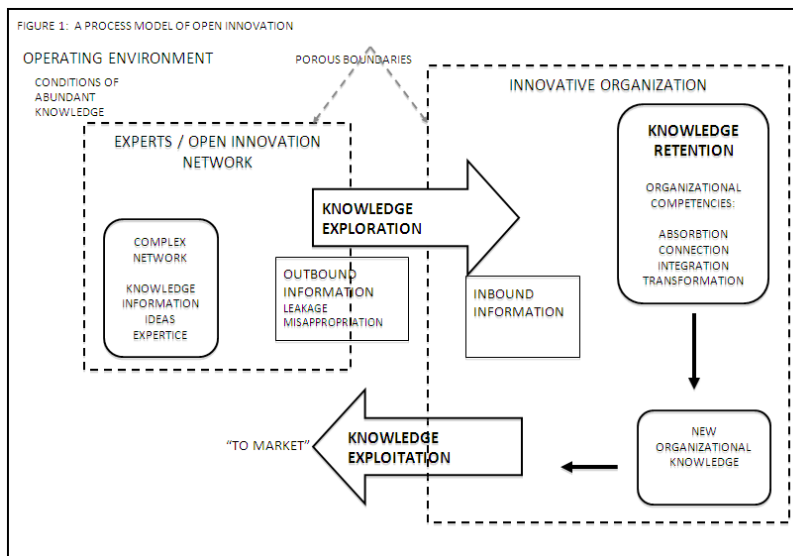 FIGURE 1: A PROCESS MODEL OF OPEN INNOVATION
OPERATING ENVIRONMENT
POROUS BOUNDARIES
CONDITIONS OF
ABUNDANT
KNOWLEDGE
INNOVATIVE ORGANIZATION
EXPERTS / OPEN INNOVATION
NETWORK
KNOWLEDGE
RETENTION
ORGANIZATIONAL
COMPETENCIES:
ABSORBTION
CONNECTION
INTEGRATION
TRANSFORMATION
KNOWLEDGE
EXPLORATION
COMPLEX
NETWORK
KNOWLEDGE
INFORMATION
IDEAS
EXPERTICE
OUTBOUND
INFORMATION
LEAKAGE
MISAPPROPRIATION
INBOUND
INFORMATION
"TO MARKET"
KNOWLEDGE
EXPLOITATION
NEW
ORGANIZATIONAL
KNOWLEDGE